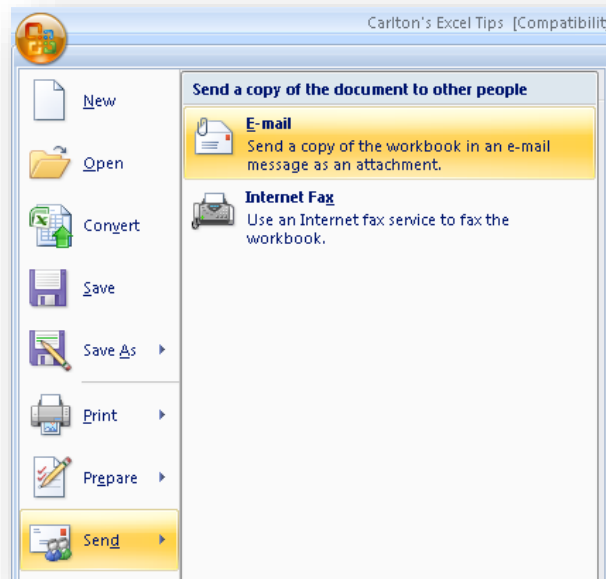 Carlton's Excel Tips [Compatibilit
New
Open
Convert
Save
Save As
Print
Prepare
Send
Send a copy of the document to other people
E-mail
Send a copy of the workbook in an e-mail
message as an attachment.
Internet Fax
Use an Internet fax service to fax the
workbook.